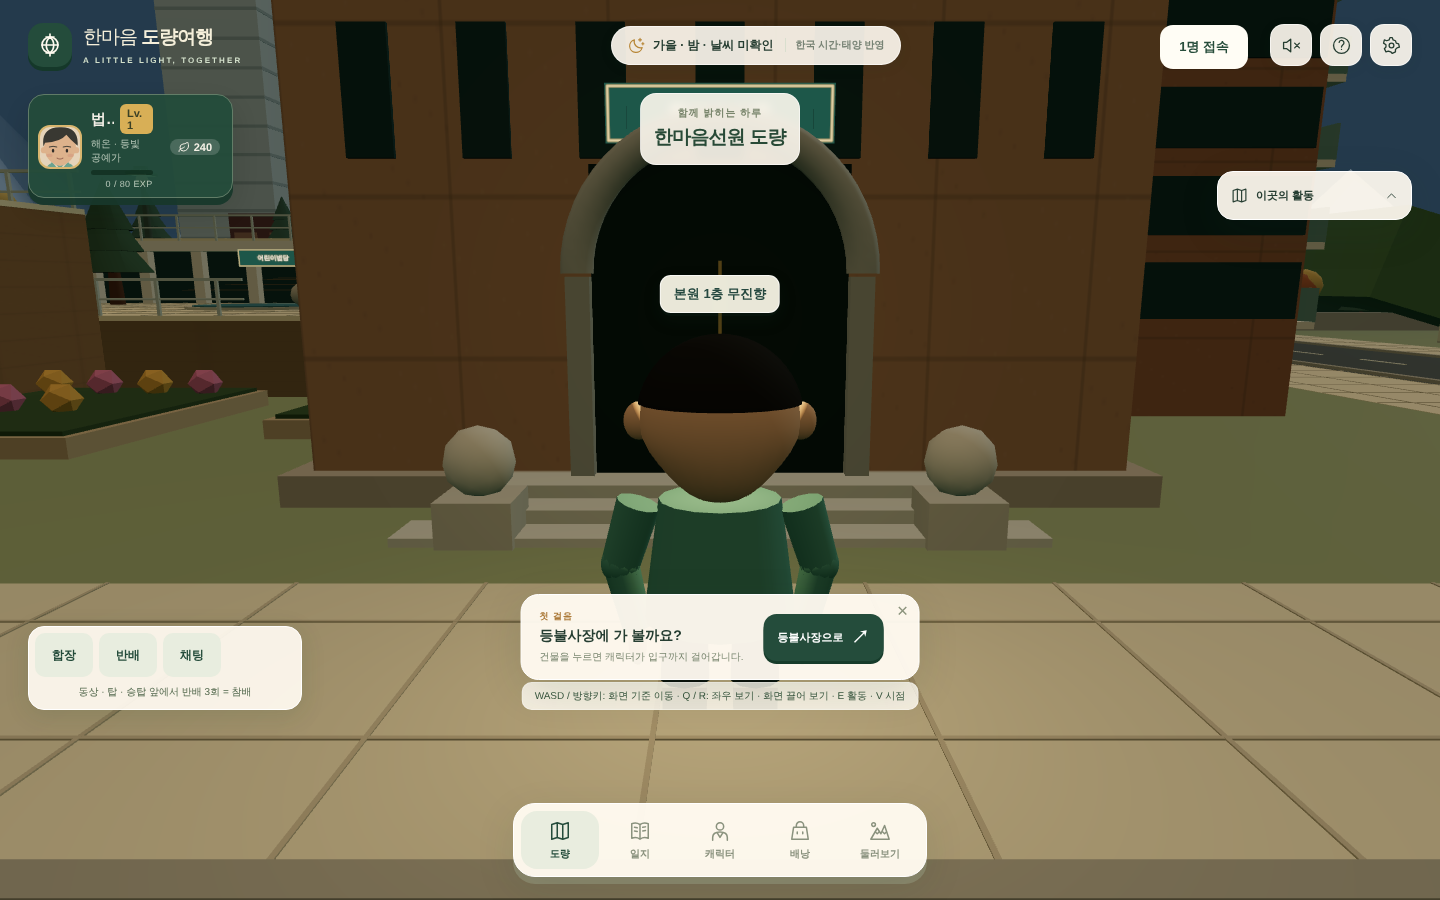 한마음 도량여행
A LITTLE LIGHT, TOGETHER
법.. Lv. 1
해온 · 등빛 공예가
240
0 / 80 EXP
가을 · 밤 · 날씨 미확인
한국 시간·태양 반영
1명 접속
함께 밝히는 하루
한마음선원 도량
이곳의 활동
어린이법당
본원 1층 무진향
첫 걸음
등불사장에 가 볼까요?
건물을 누르면 캐릭터가 입구까지 걸어갑니다.
등불사장으로
WASD / 방향키: 화면 기준 이동 · Q / R: 좌우 보기 · 화면 끌어 보기 · E 활동 · V 시점
합장
반배
채팅
동상 · 탑 · 승탑 앞에서 반배 3회 = 참배
도량
일지
캐릭터
배낭
둘러보기